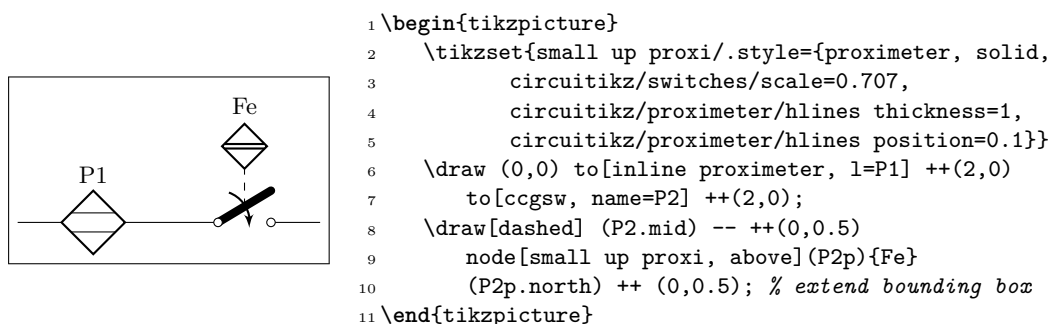 Fe
P1
1 \begin{tikzpicture}
2 \tikzset{small up proxi/.style={proximeter, solid,
3 circuitikz/switches/scale=0.707,
4 circuitikz/proximeter/hlines thickness=1,
5 circuitikz/proximeter/hlines position=0.1}}
6 \draw (0,0) to[inline proximeter, l=P1] ++(2,0)
7 to[ccgsw, name=P2] ++(2,0);
8 \draw[dashed] (P2.mid) -- ++(0,0.5)
9 node[small up proxi, above](P2p){Fe}
10 (P2p.north) ++ (0,0.5); % extend bounding box
11 \end{tikzpicture}